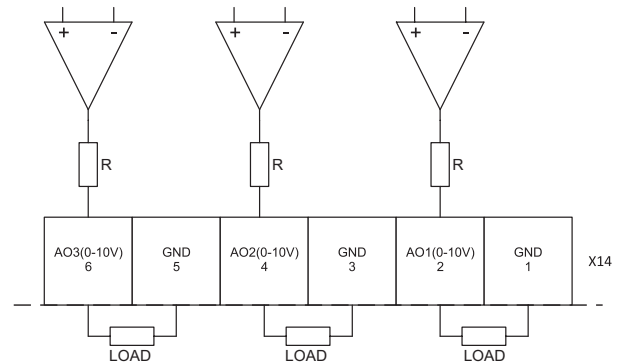 + - + - + -
R R R
AO3(0-10V) GND AO2(0-10V) GND AO1(0-10V) GND
6 5 4 3 2 1
X14
LOAD LOAD LOAD